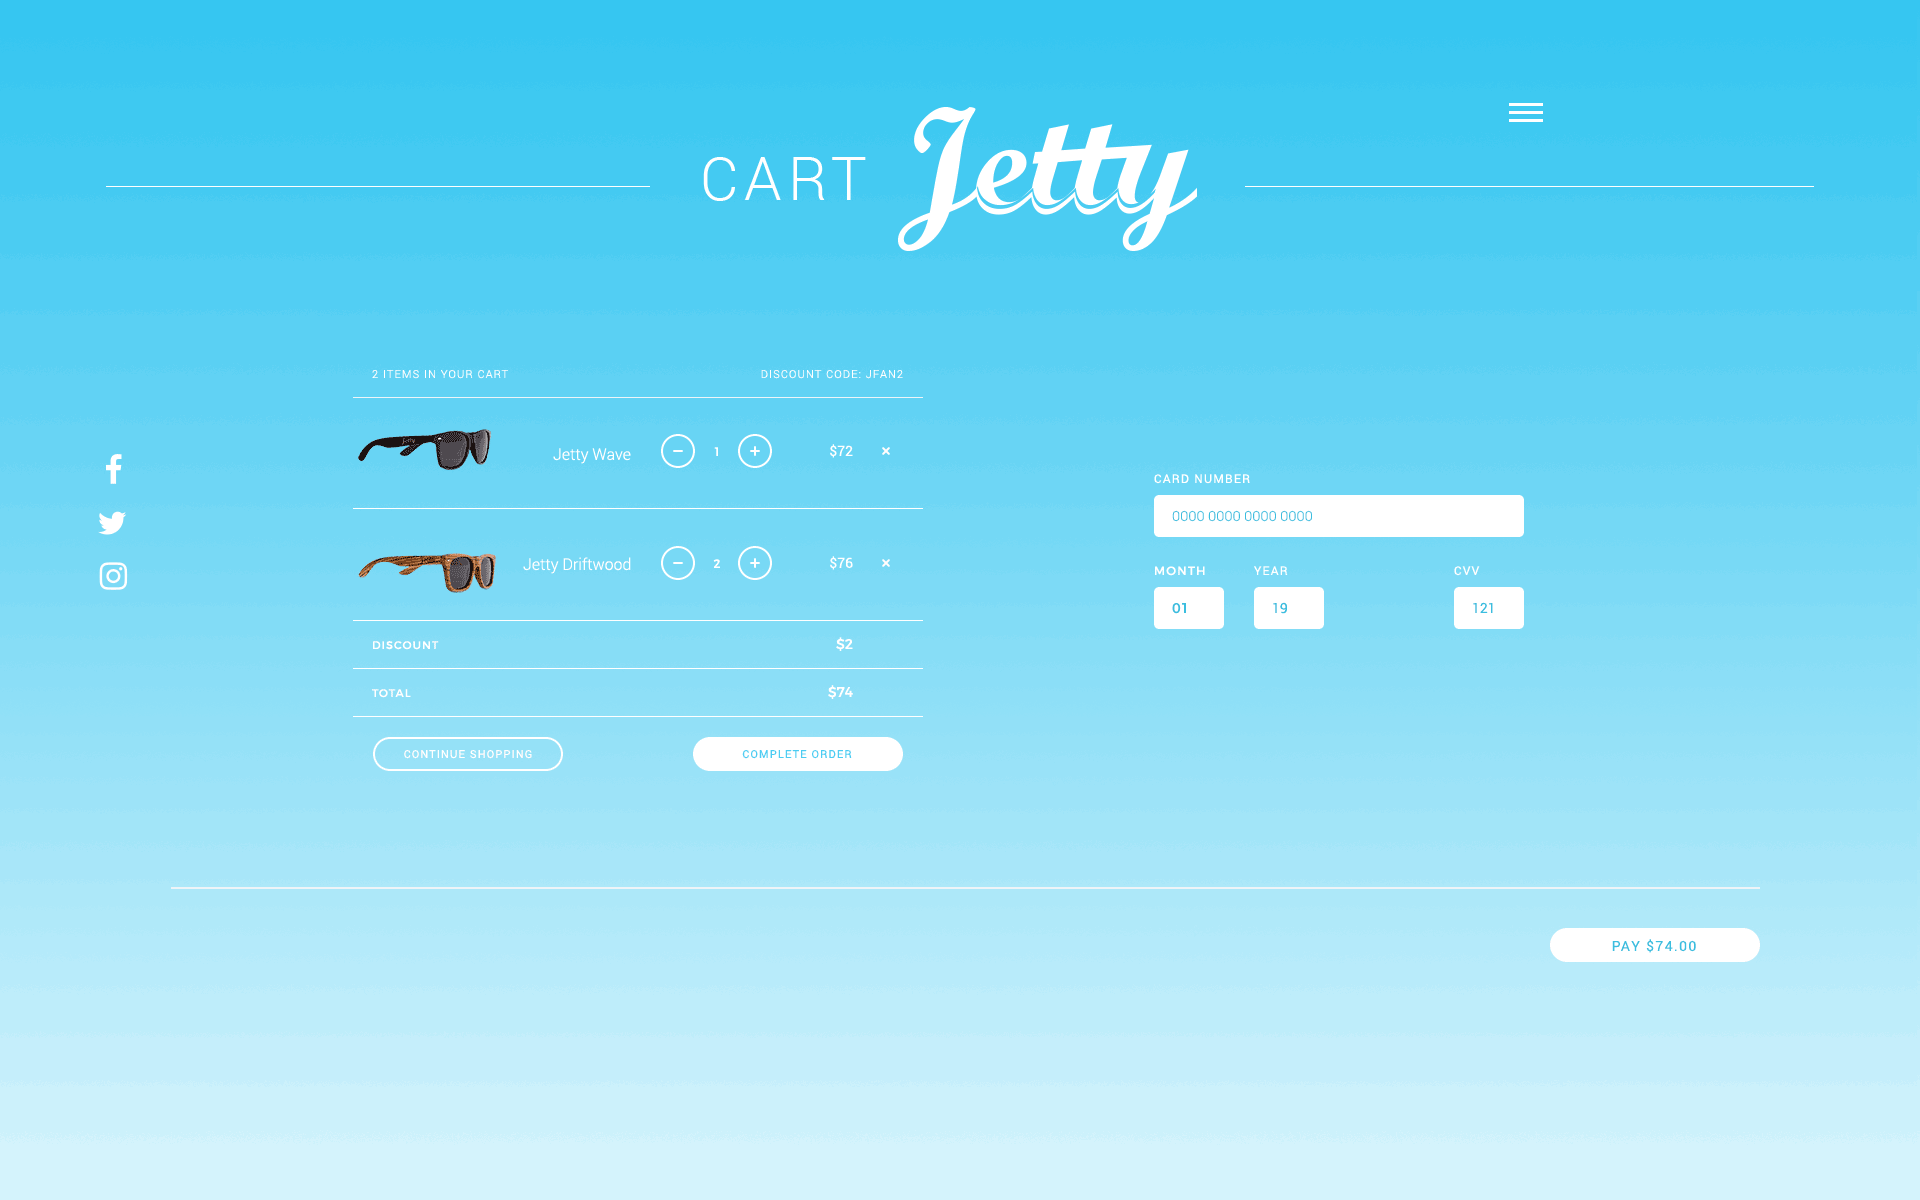 CART Jetty
2 ITEMS IN YOUR CART
DISCOUNT CODE: JFAN2
Jetty Wave 1 $72 ×
Jetty Driftwood 2 $76 ×
DISCOUNT $2
TOTAL $74
CONTINUE SHOPPING
COMPLETE ORDER
CARD NUMBER
0000 0000 0000 0000
MONTH YEAR CVV
01 19 121
PAY $74.00